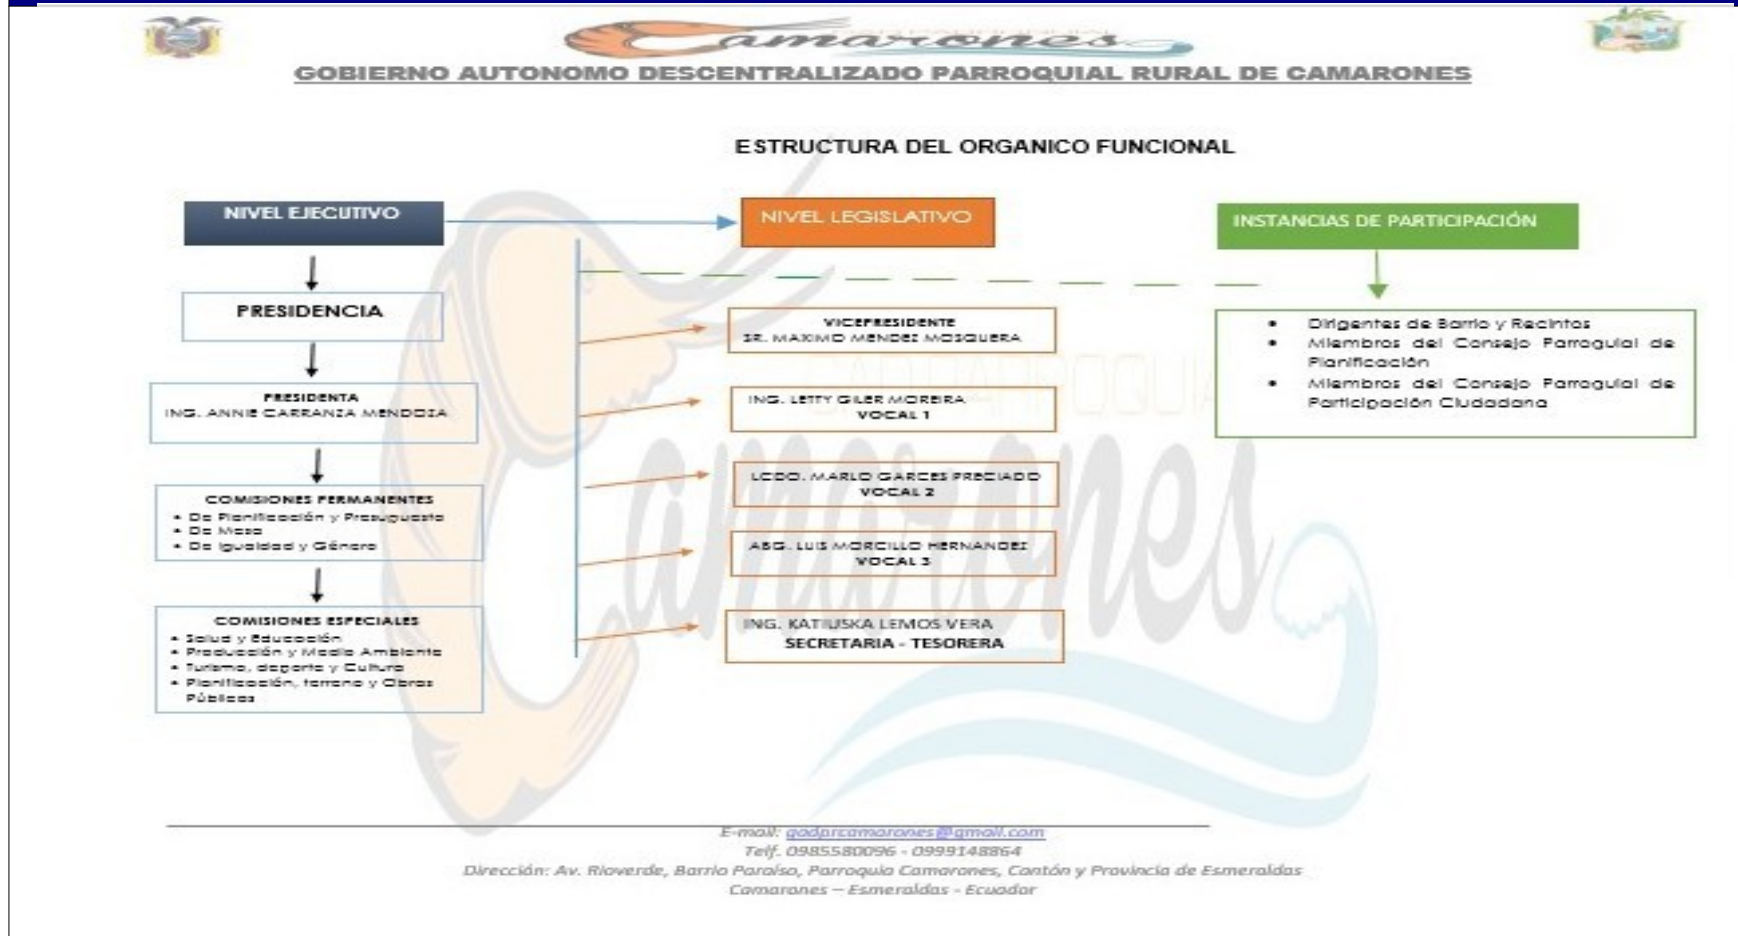 Camarones
GOBIERNO AUTONOMO DESCENTRALIZADO PARROQUIAL RURAL DE CAMARONES
ESTRUCTURA DEL ORGANICO FUNCIONAL
NIVEL EJECUTIVO
PRESIDENCIA
PRESIDENTA
ING. ANNIE CARRANZA MENDOZA
COMISIONES PERMANENTES
• De Planificación y Presupuesto
• De Mesa
• De Igualdad y Género
COMISIONES ESPECIALES
• Salud y Educación
• Producción y Medio Ambiente
• Turismo, deporte y Cultura
• Planificación, terreno y Obras
Públicas
NIVEL LEGISLATIVO
VICEPRESIDENTE
SR. MAXIMO MENDEZ MOSQUERA
ING. LETTY GILER MOREIRA
VOCAL 1
LCDO. MARLO GARCES PRECIADO
VOCAL 2
ABG. LUIS MORCILLO HERNANDEZ
VOCAL 3
ING. KATIUSKA LEMOS VERA
SECRETARIA - TESORERA
INSTANCIAS DE PARTICIPACIÓN
• Dirigentes de Barrio y Recintos
• Miembros del Consejo Parroquial de
Planificación
• Miembros del Consejo Parroquial de
Participación Ciudadana
GAD PARROQUIAL
Camarones
E-mail: gadprcamarones@gmail.com
Telf. 0985580096 - 0999148864
Dirección: Av. Rioverde, Barrio Paraíso, Parroquia Camarones, Cantón y Provincia de Esmeraldas
Camarones – Esmeraldas - Ecuador